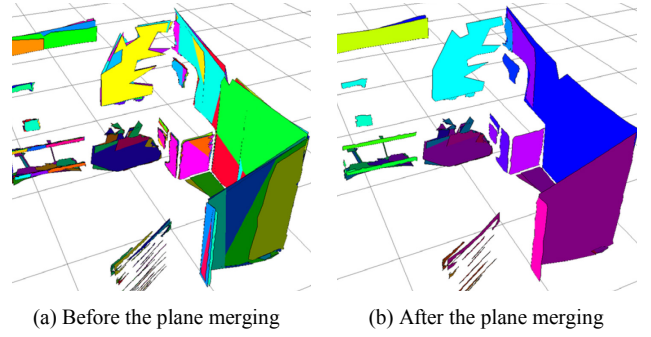 (a) Before the plane merging
(b) After the plane merging